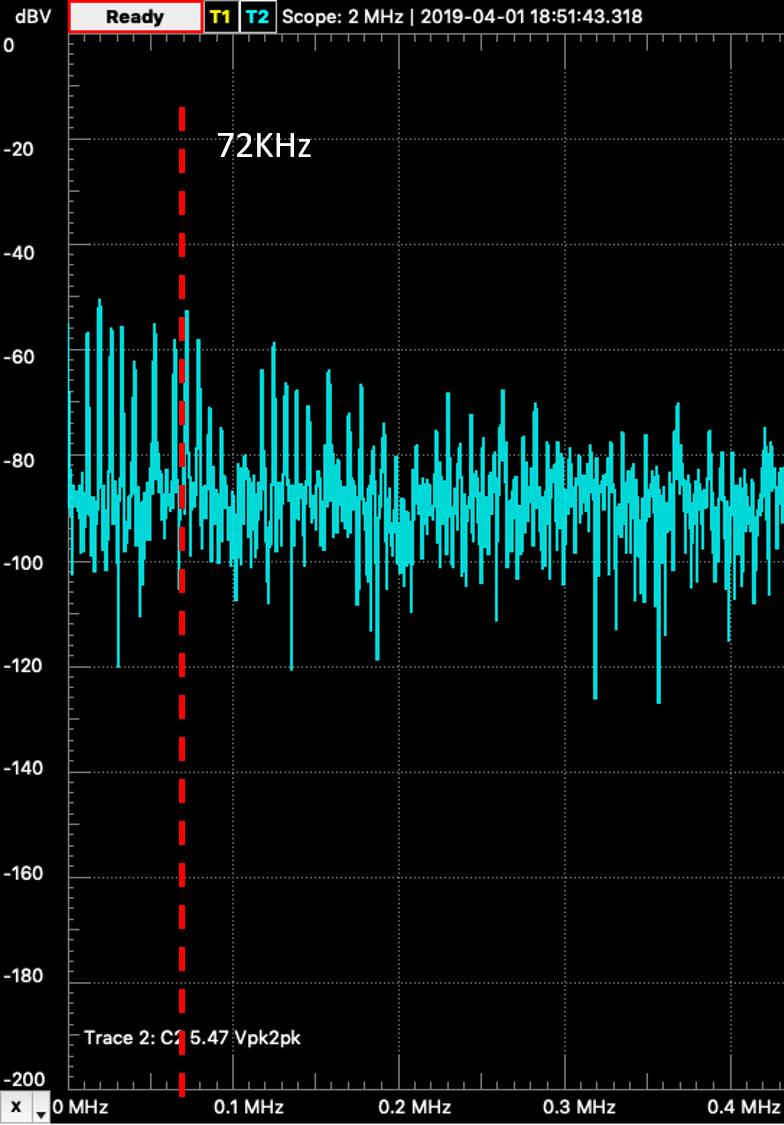 dBV Ready T1 T2 Scope: 2 MHz | 2019-04-01 18:51:43.318
0
72KHz
-20
-40
-60
-80
-100
-120
-140
-160
-180
Trace 2: C2 5.47 Vpk2pk
-200
x 0 MHz 0.1 MHz 0.2 MHz 0.3 MHz 0.4 MHz